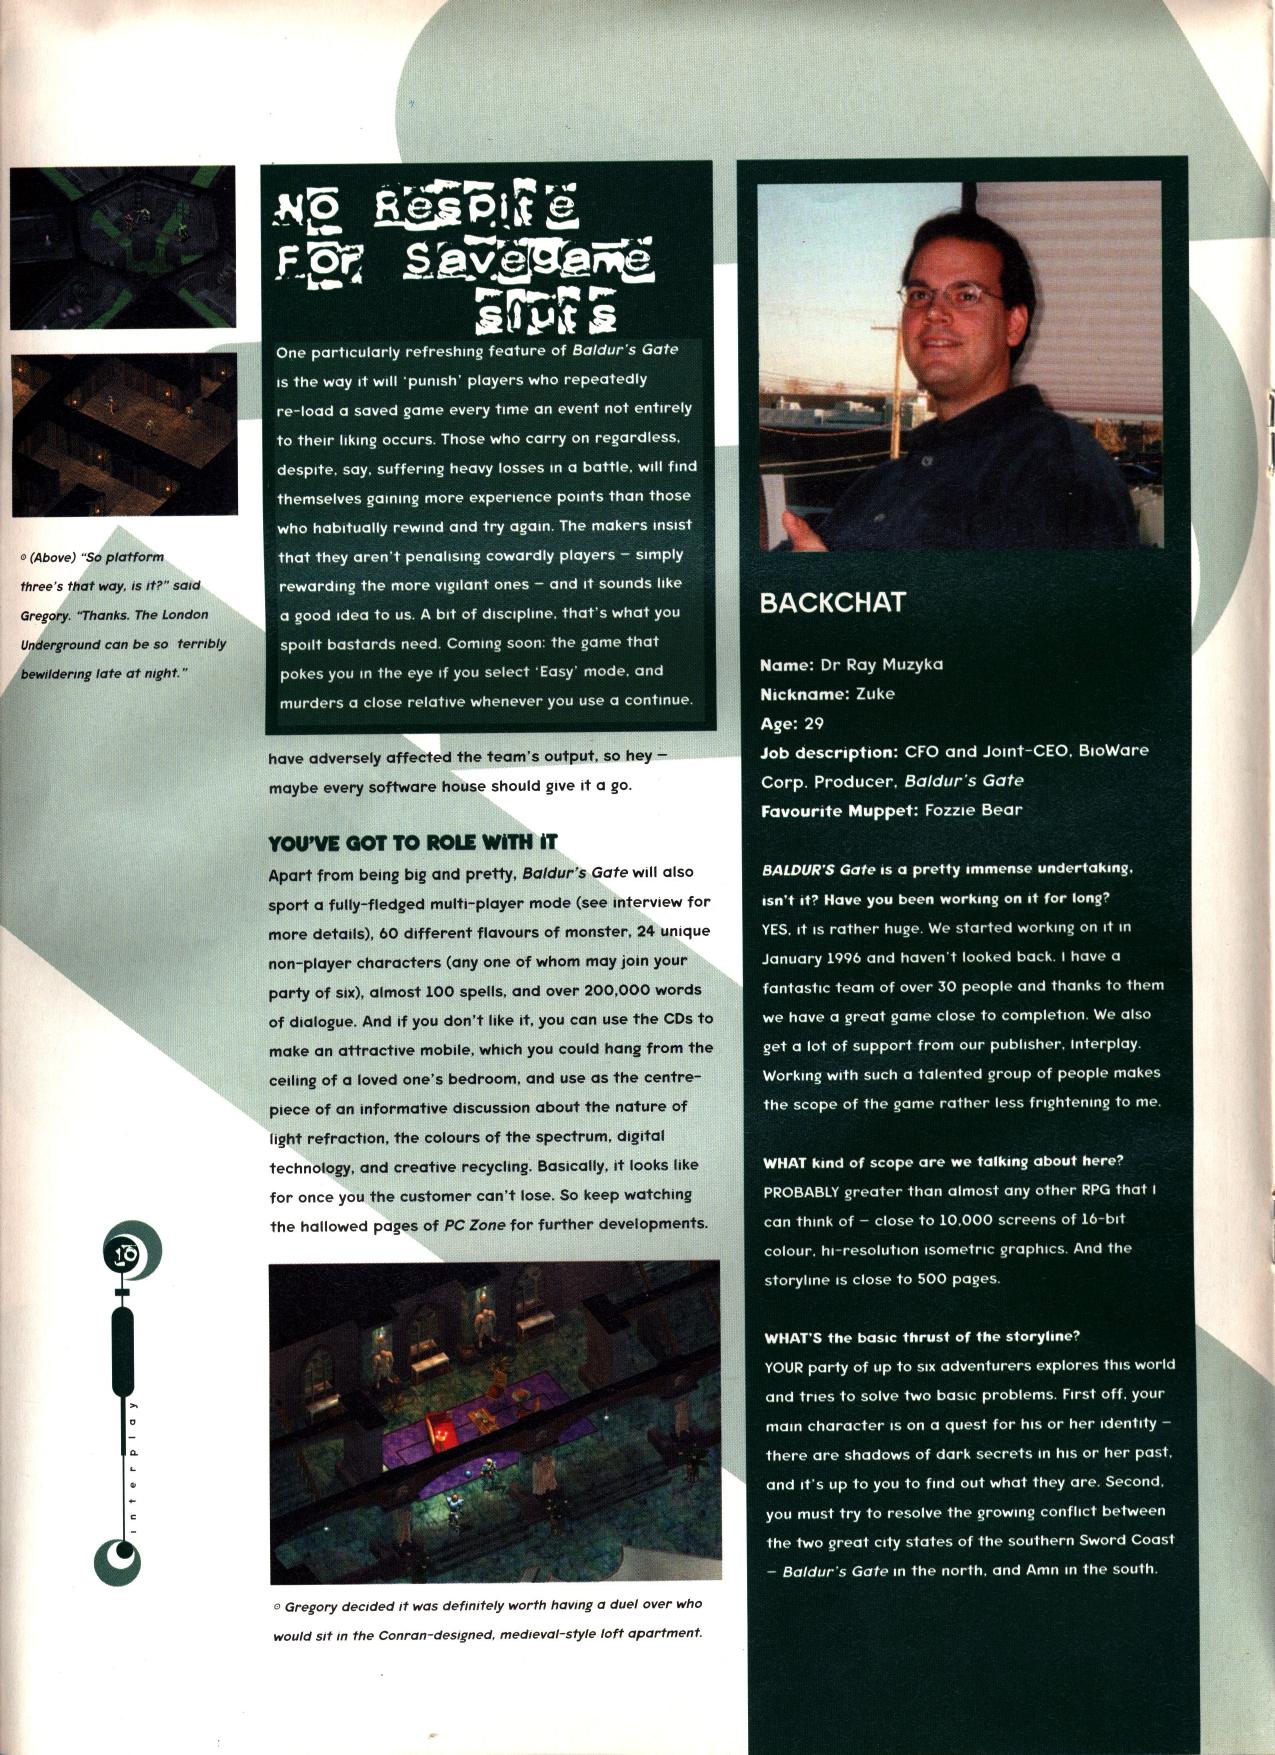 No Respite
For Savegame
Sluts
One particularly refreshing feature of Baldur's Gate
is the way it will 'punish' players who repeatedly
re-load a saved game every time an event not entirely
to their liking occurs. Those who carry on regardless,
despite, say, suffering heavy losses in a battle, will find
themselves gaining more experience points than those
who habitually rewind and try again. The makers insist
that they aren't penalising cowardly players – simply
rewarding the more vigilant ones – and it sounds like
a good idea to us. A bit of discipline, that's what you
spoilt bastards need. Coming soon: the game that
pokes you in the eye if you select 'Easy' mode, and
murders a close relative whenever you use a continue.
(Above) "So platform
three's that way, is it?" said
Gregory. "Thanks. The London
Underground can be so terribly
bewildering late at night."
have adversely affected the team's output, so hey –
maybe every software house should give it a go.
YOU'VE GOT TO ROLE WITH IT
Apart from being big and pretty, Baldur's Gate will also
sport a fully-fledged multi-player mode (see interview for
more details), 60 different flavours of monster, 24 unique
non-player characters (any one of whom may join your
party of six), almost 100 spells, and over 200,000 words
of dialogue. And if you don't like it, you can use the CDs to
make an attractive mobile, which you could hang from the
ceiling of a loved one's bedroom, and use as the centre-
piece of an informative discussion about the nature of
light refraction, the colours of the spectrum, digital
technology, and creative recycling. Basically, it looks like
for once you the customer can't lose. So keep watching
the hallowed pages of PC Zone for further developments.
Gregory decided it was definitely worth having a duel over who
would sit in the Conran-designed, medieval-style loft apartment.
10
interplay
BACKCHAT
Name: Dr Ray Muzyka
Nickname: Zuke
Age: 29
Job description: CFO and Joint-CEO, BioWare
Corp. Producer, Baldur's Gate
Favourite Muppet: Fozzie Bear
BALDUR'S Gate is a pretty immense undertaking,
isn't it? Have you been working on it for long?
YES, it is rather huge. We started working on it in
January 1996 and haven't looked back. I have a
fantastic team of over 30 people and thanks to them
we have a great game close to completion. We also
get a lot of support from our publisher, Interplay.
Working with such a talented group of people makes
the scope of the game rather less frightening to me.
WHAT kind of scope are we talking about here?
PROBABLY greater than almost any other RPG that I
can think of – close to 10,000 screens of 16-bit
colour, hi-resolution isometric graphics. And the
storyline is close to 500 pages.
WHAT'S the basic thrust of the storyline?
YOUR party of up to six adventurers explores this world
and tries to solve two basic problems. First off, your
main character is on a quest for his or her identity –
there are shadows of dark secrets in his or her past,
and it's up to you to find out what they are. Second,
you must try to resolve the growing conflict between
the two great city states of the southern Sword Coast
– Baldur's Gate in the north, and Amn in the south.